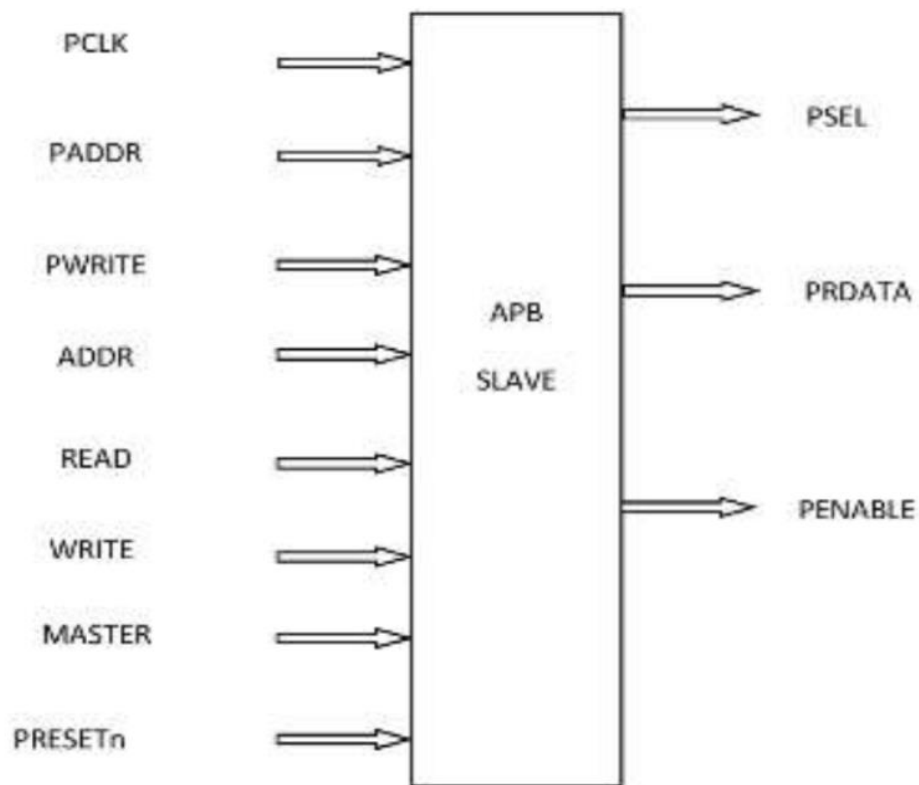 PCLK
PADDR
PWRITE
ADDR
READ
WRITE
MASTER
PRESETn
APB
SLAVE
PSEL
PRDATA
PENABLE